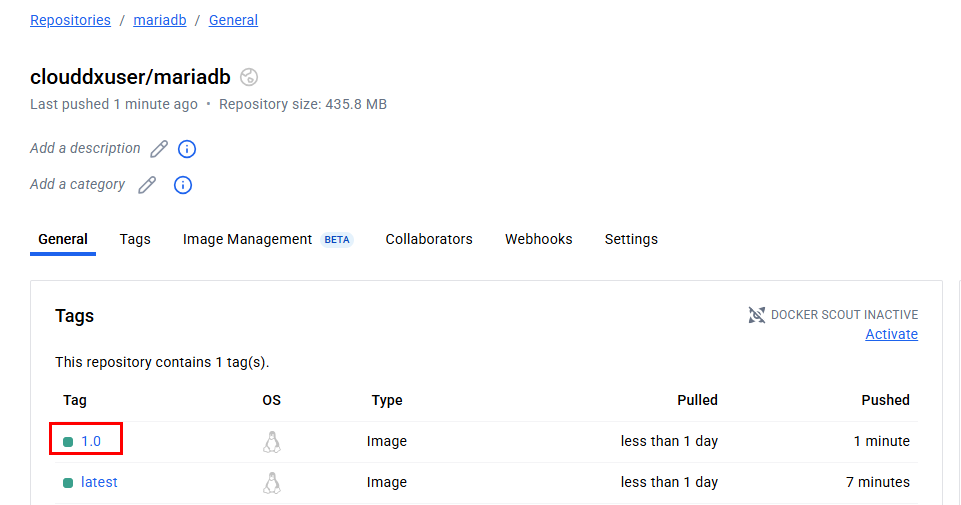 Repositories / mariadb / General
clouddxuser/mariadb
Last pushed 1 minute ago • Repository size: 435.8 MB
Add a description
Add a category
General Tags Image Management BETA Collaborators Webhooks Settings
Tags
DOCKER SCOUT INACTIVE
Activate
This repository contains 1 tag(s).
Tag OS Type Pulled Pushed
1.0 Image less than 1 day 1 minute
latest Image less than 1 day 7 minutes